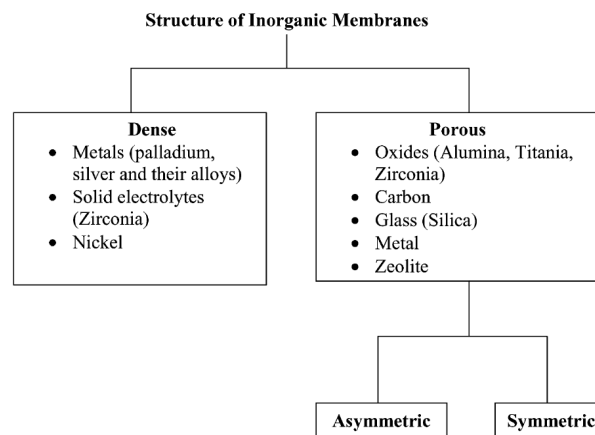 Structure of Inorganic Membranes
Dense
• Metals (palladium,
silver and their alloys)
• Solid electrolytes
(Zirconia)
• Nickel
Porous
• Oxides (Alumina, Titania,
Zirconia)
• Carbon
• Glass (Silica)
• Metal
• Zeolite
Asymmetric
Symmetric